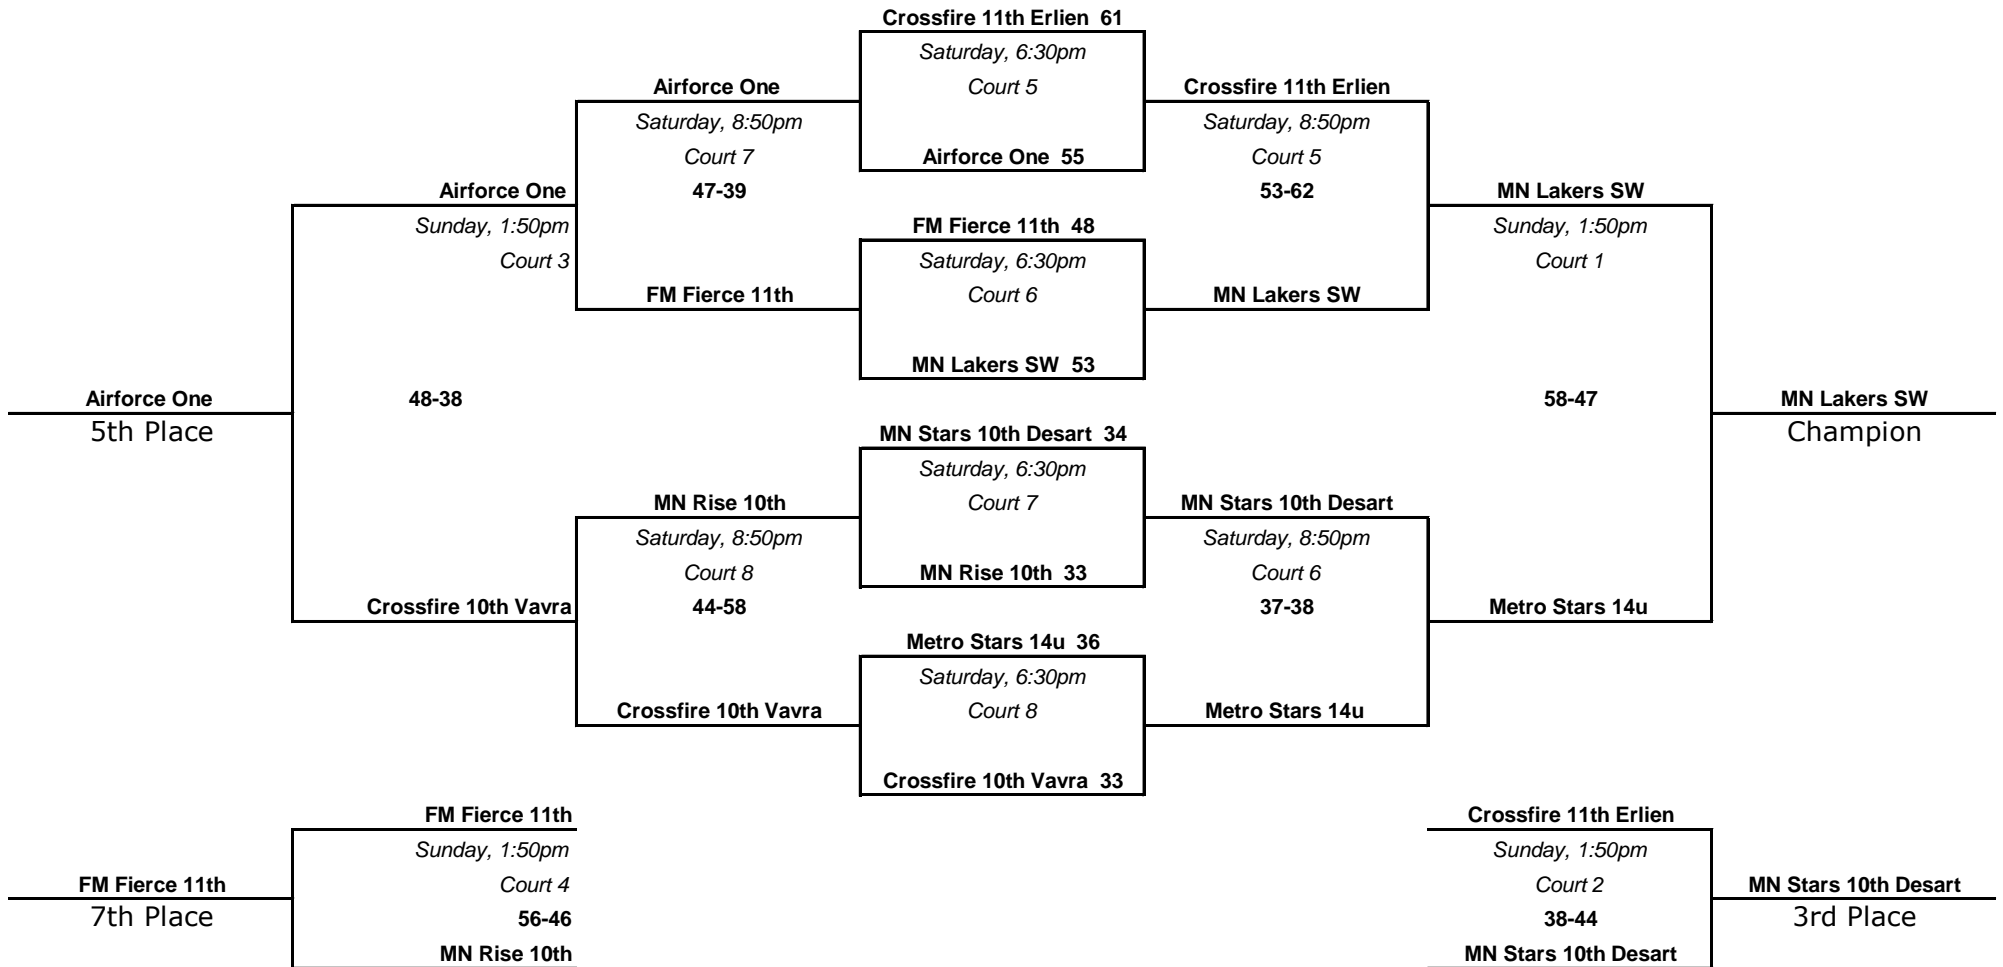 Crossfire 11th Erlien 61
Saturday, 6:30pm
Airforce One Court 5 Crossfire 11th Erlien
Saturday, 8:50pm Saturday, 8:50pm
Court 7 Airforce One 55 Court 5
Airforce One 47-39 53-62 MN Lakers SW
Sunday, 1:50pm FM Fierce 11th 48 Sunday, 1:50pm
Court 3 Saturday, 6:30pm Court 1
FM Fierce 11th Court 6 MN Lakers SW
MN Lakers SW 53
Airforce One 48-38 58-47 MN Lakers SW
5th Place MN Stars 10th Desart 34 Champion
Saturday, 6:30pm
MN Rise 10th Court 7 MN Stars 10th Desart
Saturday, 8:50pm Saturday, 8:50pm
Court 8 MN Rise 10th 33 Court 6
Crossfire 10th Vavra 44-58 37-38 Metro Stars 14u
Metro Stars 14u 36
Saturday, 6:30pm
Crossfire 10th Vavra Court 8 Metro Stars 14u
Crossfire 10th Vavra 33
FM Fierce 11th Crossfire 11th Erlien
Sunday, 1:50pm Sunday, 1:50pm
FM Fierce 11th Court 4 Court 2 MN Stars 10th Desart
7th Place 56-46 38-44 3rd Place
MN Rise 10th MN Stars 10th Desart